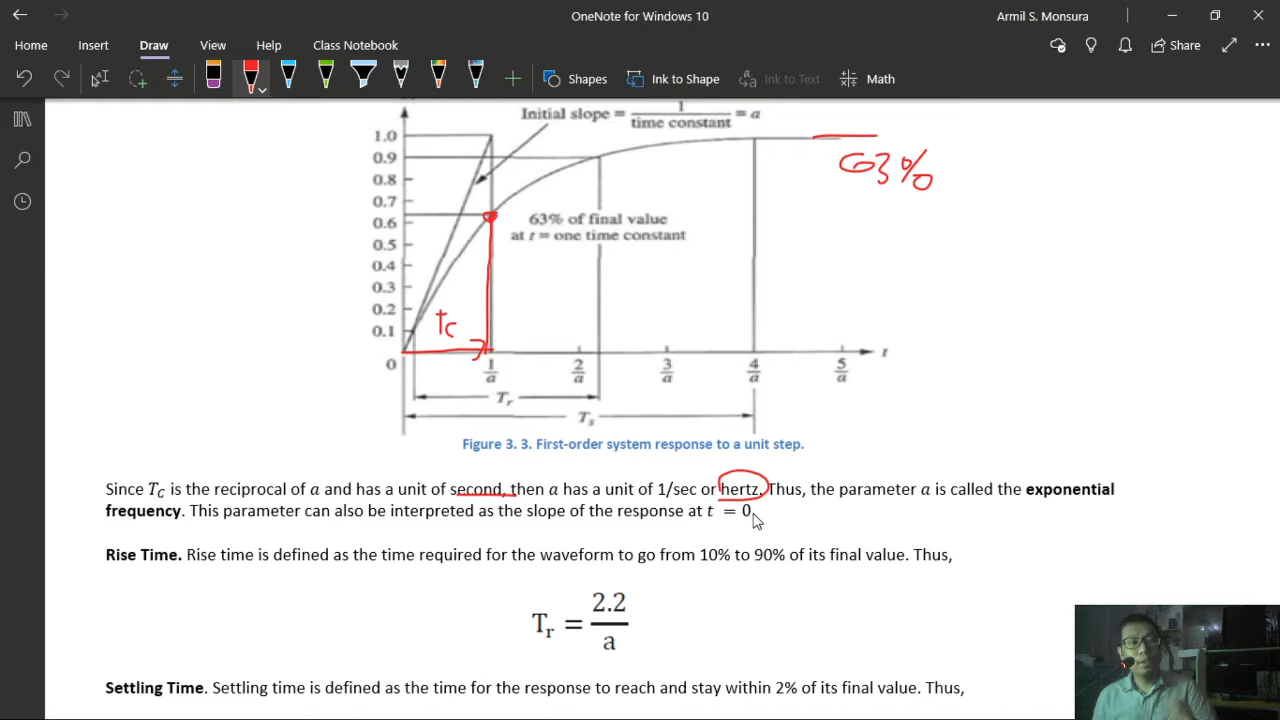 OneNote for Windows 10
Armil S. Monsura
Home Insert Draw View Help Class Notebook
Share
Shapes Ink to Shape Ink to Text Math
Initial slope = 1 / time constant = a
1.0
0.9
0.8
0.7
0.6
0.5
0.4
0.3
0.2
0.1
0
63%
63% of final value
at t = one time constant
tc
t
1/a 2/a 3/a 4/a 5/a
Tr
Ts
Figure 3. 3. First-order system response to a unit step.
Since TC is the reciprocal of a and has a unit of second, then a has a unit of 1/sec or hertz. Thus, the parameter a is called the exponential
frequency. This parameter can also be interpreted as the slope of the response at t = 0.
Rise Time. Rise time is defined as the time required for the waveform to go from 10% to 90% of its final value. Thus,
Tr = 2.2 / a
Settling Time. Settling time is defined as the time for the response to reach and stay within 2% of its final value. Thus,